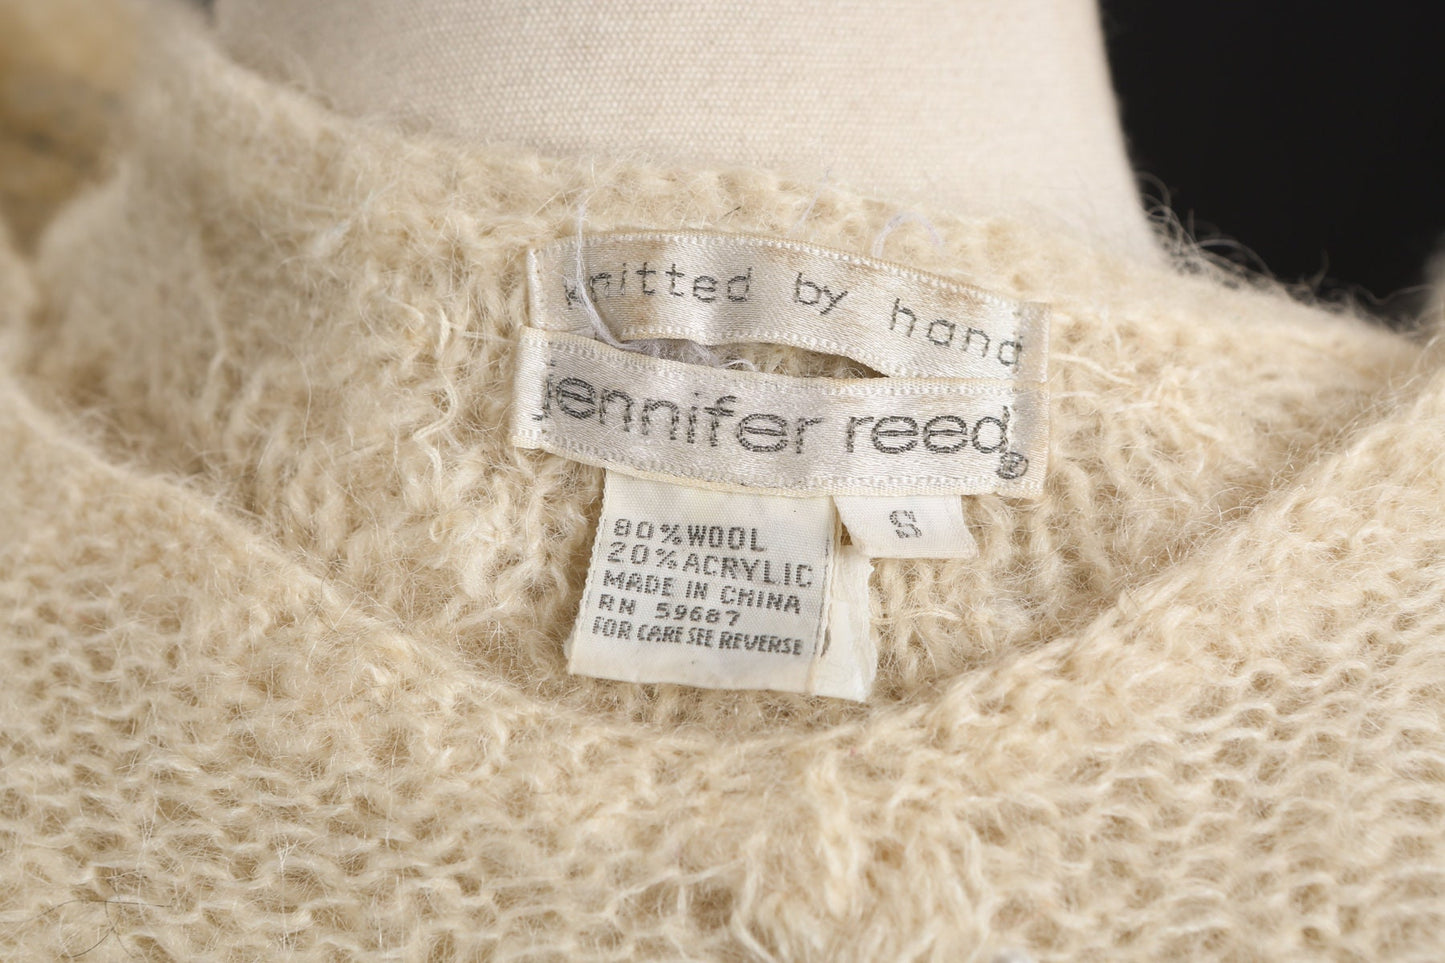 knitted by hand
jennifer reed®
S
80% WOOL
20% ACRYLIC
MADE IN CHINA
RN 59687
FOR CARE SEE REVERSE